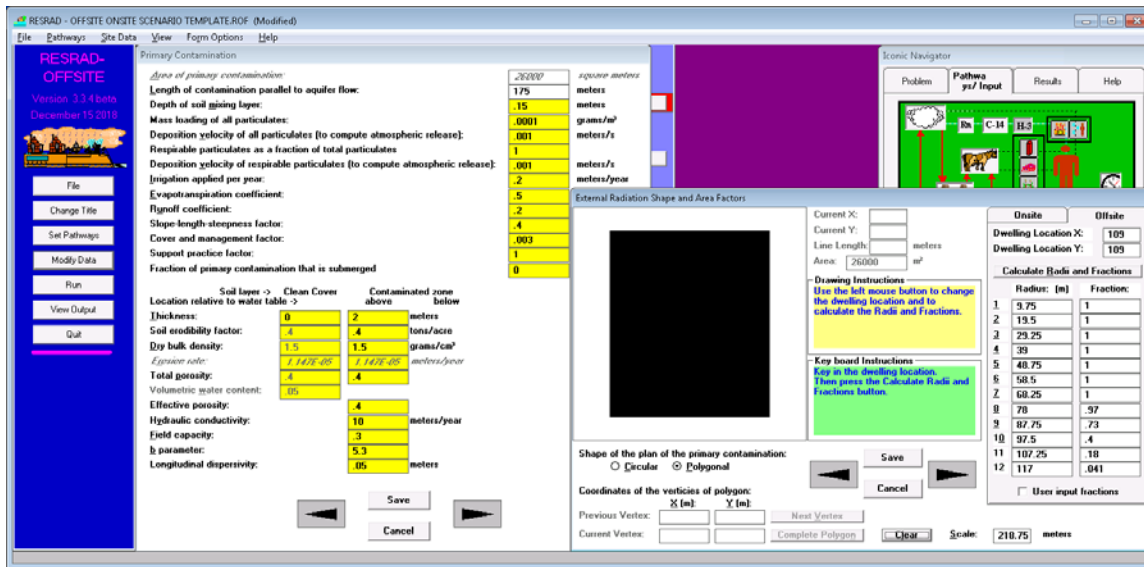 RESRAD - OFFSITE ONSITE SCENARIO TEMPLATE.ROF (Modified)
File Pathways Site Data View Form Options Help
RESRAD-
OFFSITE
Version 3.3.4 beta
December 15 2018
File
Change Title
Set Pathways
Modify Data
Run
View Output
Quit
Primary Contamination
Area of primary contamination: 26000 square meters
Length of contamination parallel to aquifer flow: 175 meters
Depth of soil mixing layer: .15 meters
Mass loading of all particulates: .0001 grams/m³
Deposition velocity of all particulates (to compute atmospheric release): .001 meters/s
Respirable particulates as a fraction of total particulates 1
Deposition velocity of respirable particulates (to compute atmospheric release): .001 meters/s
Irrigation applied per year: .2 meters/year
Evapotranspiration coefficient: .5
Runoff coefficient: .2
Slope-length-steepness factor: .4
Cover and management factor: .003
Support practice factor: 1
Fraction of primary contamination that is submerged 0
Soil layer -> Clean Cover Contaminated zone
Location relative to water table -> above below
Thickness: 0 2 meters
Soil erodibility factor: .4 .4 tons/acre
Dry bulk density: 1.5 1.5 grams/cm³
Erosion rate: 1.147E-05 1.147E-05 meters/year
Total porosity: .4 .4
Volumetric water content: .05
Effective porosity: .4
Hydraulic conductivity: 10 meters/year
Field capacity: .3
b parameter: 5.3
Longitudinal dispersivity: .05 meters
Save
Cancel
Iconic Navigator
Problem Pathwa ys/ Input Results Help
Rn C-14 H-3
External Radiation Shape and Area Factors
Current X:
Current Y:
Line Length: meters
Area: 26000 m²
Drawing Instructions
Use the left mouse button to change
the dwelling location and to
calculate the Radii and Fractions.
Key board Instructions
Key in the dwelling location.
Then press the Calculate Radii and
Fractions button.
Onsite Offsite
Dwelling Location X: 109
Dwelling Location Y: 109
Calculate Radii and Fractions
Radius: [m] Fraction:
1 9.75 1
2 19.5 1
3 29.25 1
4 39 1
5 48.75 1
6 58.5 1
7 68.25 1
8 78 .97
9 87.75 .73
10 97.5 .4
11 107.25 .18
12 117 .041
User input fractions
Shape of the plan of the primary contamination:
Circular Polygonal
Save
Cancel
Coordinates of the verticies of polygon:
X [m]: Y [m]:
Previous Vertex: Next Vertex
Current Vertex: Complete Polygon Clear Scale: 218.75 meters